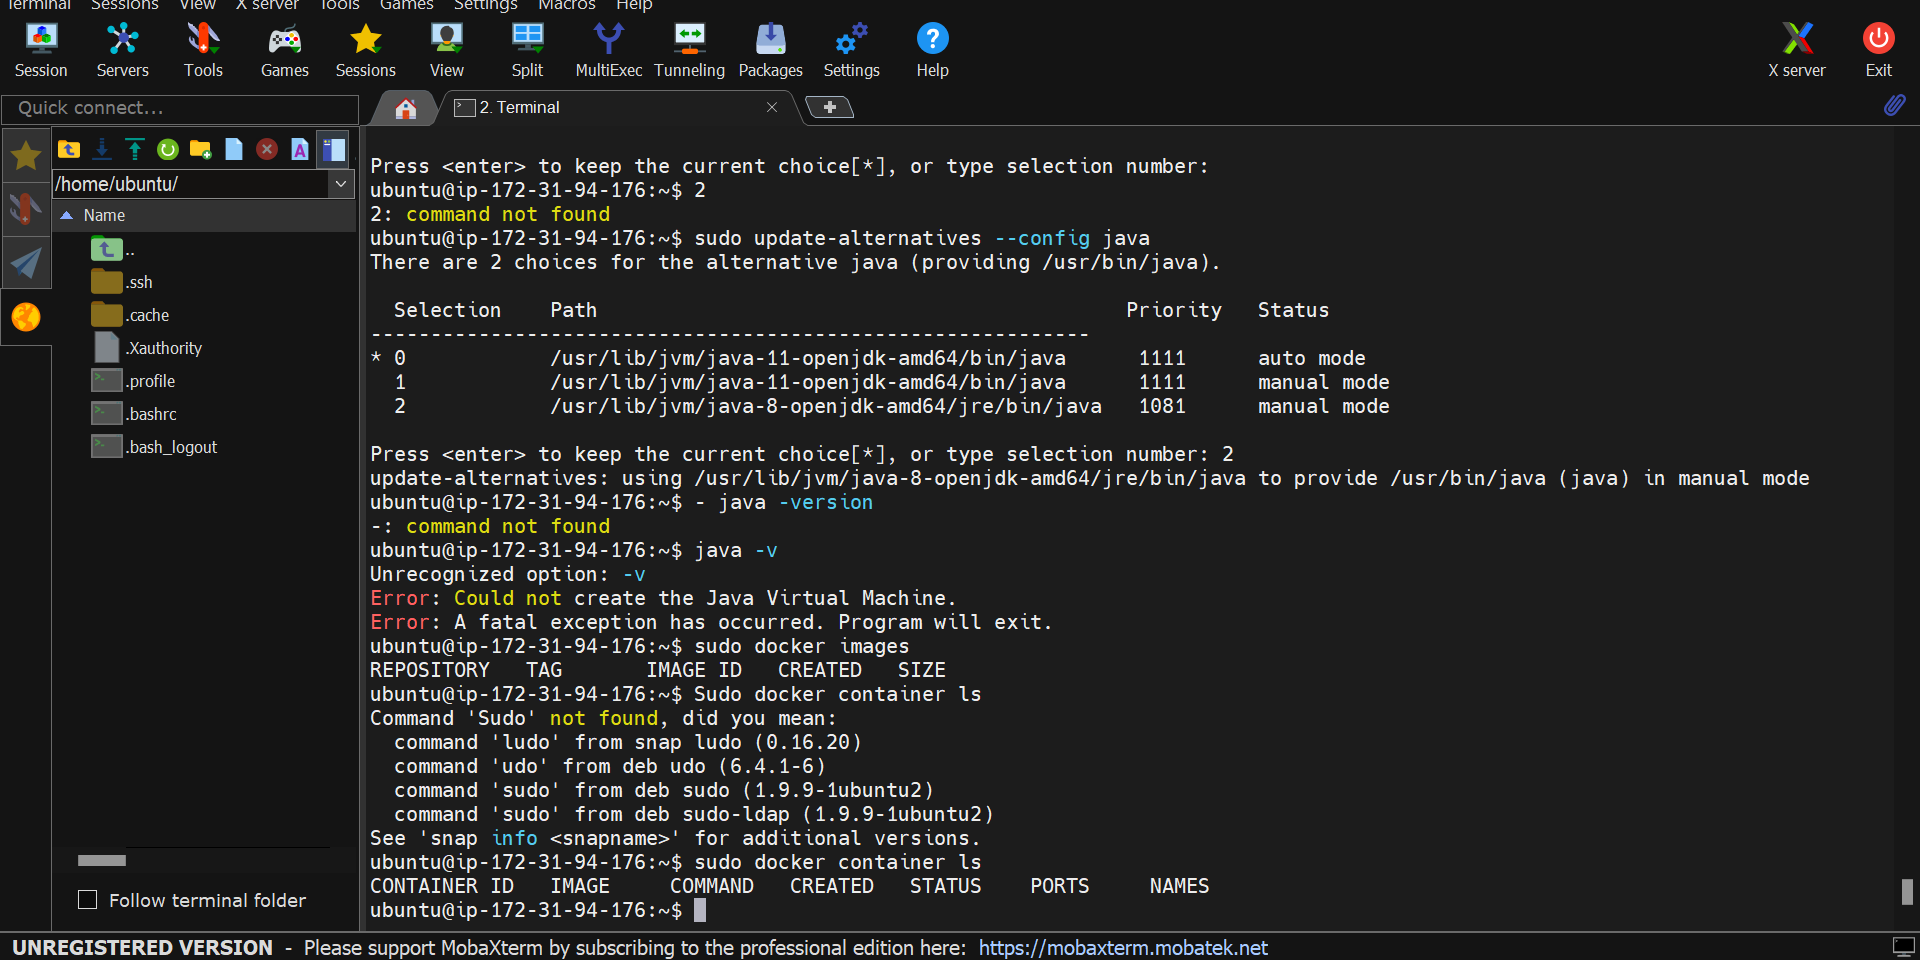 Terminal Sessions View X server Tools Games Settings Macros Help
Session Servers Tools Games Sessions View Split MultiExec Tunneling Packages Settings Help X server Exit
Quick connect...
2. Terminal
/home/ubuntu/
Name
..
.ssh
.cache
.Xauthority
.profile
.bashrc
.bash_logout
Follow terminal folder
Press <enter> to keep the current choice[*], or type selection number:
ubuntu@ip-172-31-94-176:~$ 2
2: command not found
ubuntu@ip-172-31-94-176:~$ sudo update-alternatives --config java
There are 2 choices for the alternative java (providing /usr/bin/java).
  Selection    Path                                            Priority   Status
------------------------------------------------------------
* 0            /usr/lib/jvm/java-11-openjdk-amd64/bin/java      1111      auto mode
  1            /usr/lib/jvm/java-11-openjdk-amd64/bin/java      1111      manual mode
  2            /usr/lib/jvm/java-8-openjdk-amd64/jre/bin/java   1081      manual mode
Press <enter> to keep the current choice[*], or type selection number: 2
update-alternatives: using /usr/lib/jvm/java-8-openjdk-amd64/jre/bin/java to provide /usr/bin/java (java) in manual mode
ubuntu@ip-172-31-94-176:~$ - java -version
-: command not found
ubuntu@ip-172-31-94-176:~$ java -v
Unrecognized option: -v
Error: Could not create the Java Virtual Machine.
Error: A fatal exception has occurred. Program will exit.
ubuntu@ip-172-31-94-176:~$ sudo docker images
REPOSITORY   TAG       IMAGE ID   CREATED   SIZE
ubuntu@ip-172-31-94-176:~$ Sudo docker container ls
Command 'Sudo' not found, did you mean:
  command 'ludo' from snap ludo (0.16.20)
  command 'udo' from deb udo (6.4.1-6)
  command 'sudo' from deb sudo (1.9.9-1ubuntu2)
  command 'sudo' from deb sudo-ldap (1.9.9-1ubuntu2)
See 'snap info <snapname>' for additional versions.
ubuntu@ip-172-31-94-176:~$ sudo docker container ls
CONTAINER ID   IMAGE     COMMAND   CREATED   STATUS    PORTS     NAMES
ubuntu@ip-172-31-94-176:~$
UNREGISTERED VERSION - Please support MobaXterm by subscribing to the professional edition here: https://mobaxterm.mobatek.net